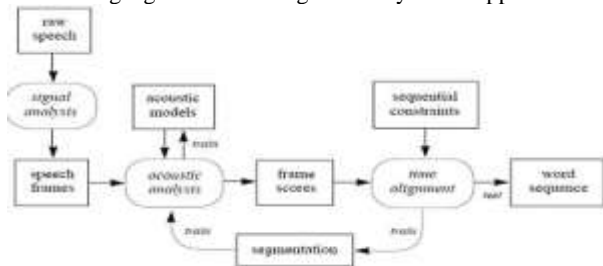 raw
speech
signal
analysis
acoustic
models
sequential
constraints
train
speech
frames
acoustic
analysis
frame
scores
time
alignment
test
word
sequence
train
segmentation
train